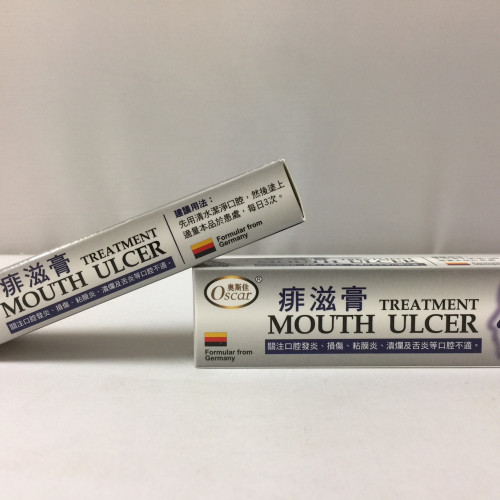 痱滋膏 TREATMENT
MOUTH ULCER
關注口腔發炎、損傷、粘膜炎、潰爛及舌炎等口腔不適。
建議用法：
先用清水潔淨口腔，然後塗上
適量本品於患處，每日3次。
Formular from
Germany
奧斯佳
Oscar®
痱滋膏 TREATMENT
MOUTH ULCER
Formular from
Germany
關注口腔發炎、損傷、粘膜炎、潰爛及舌炎等口腔不適。